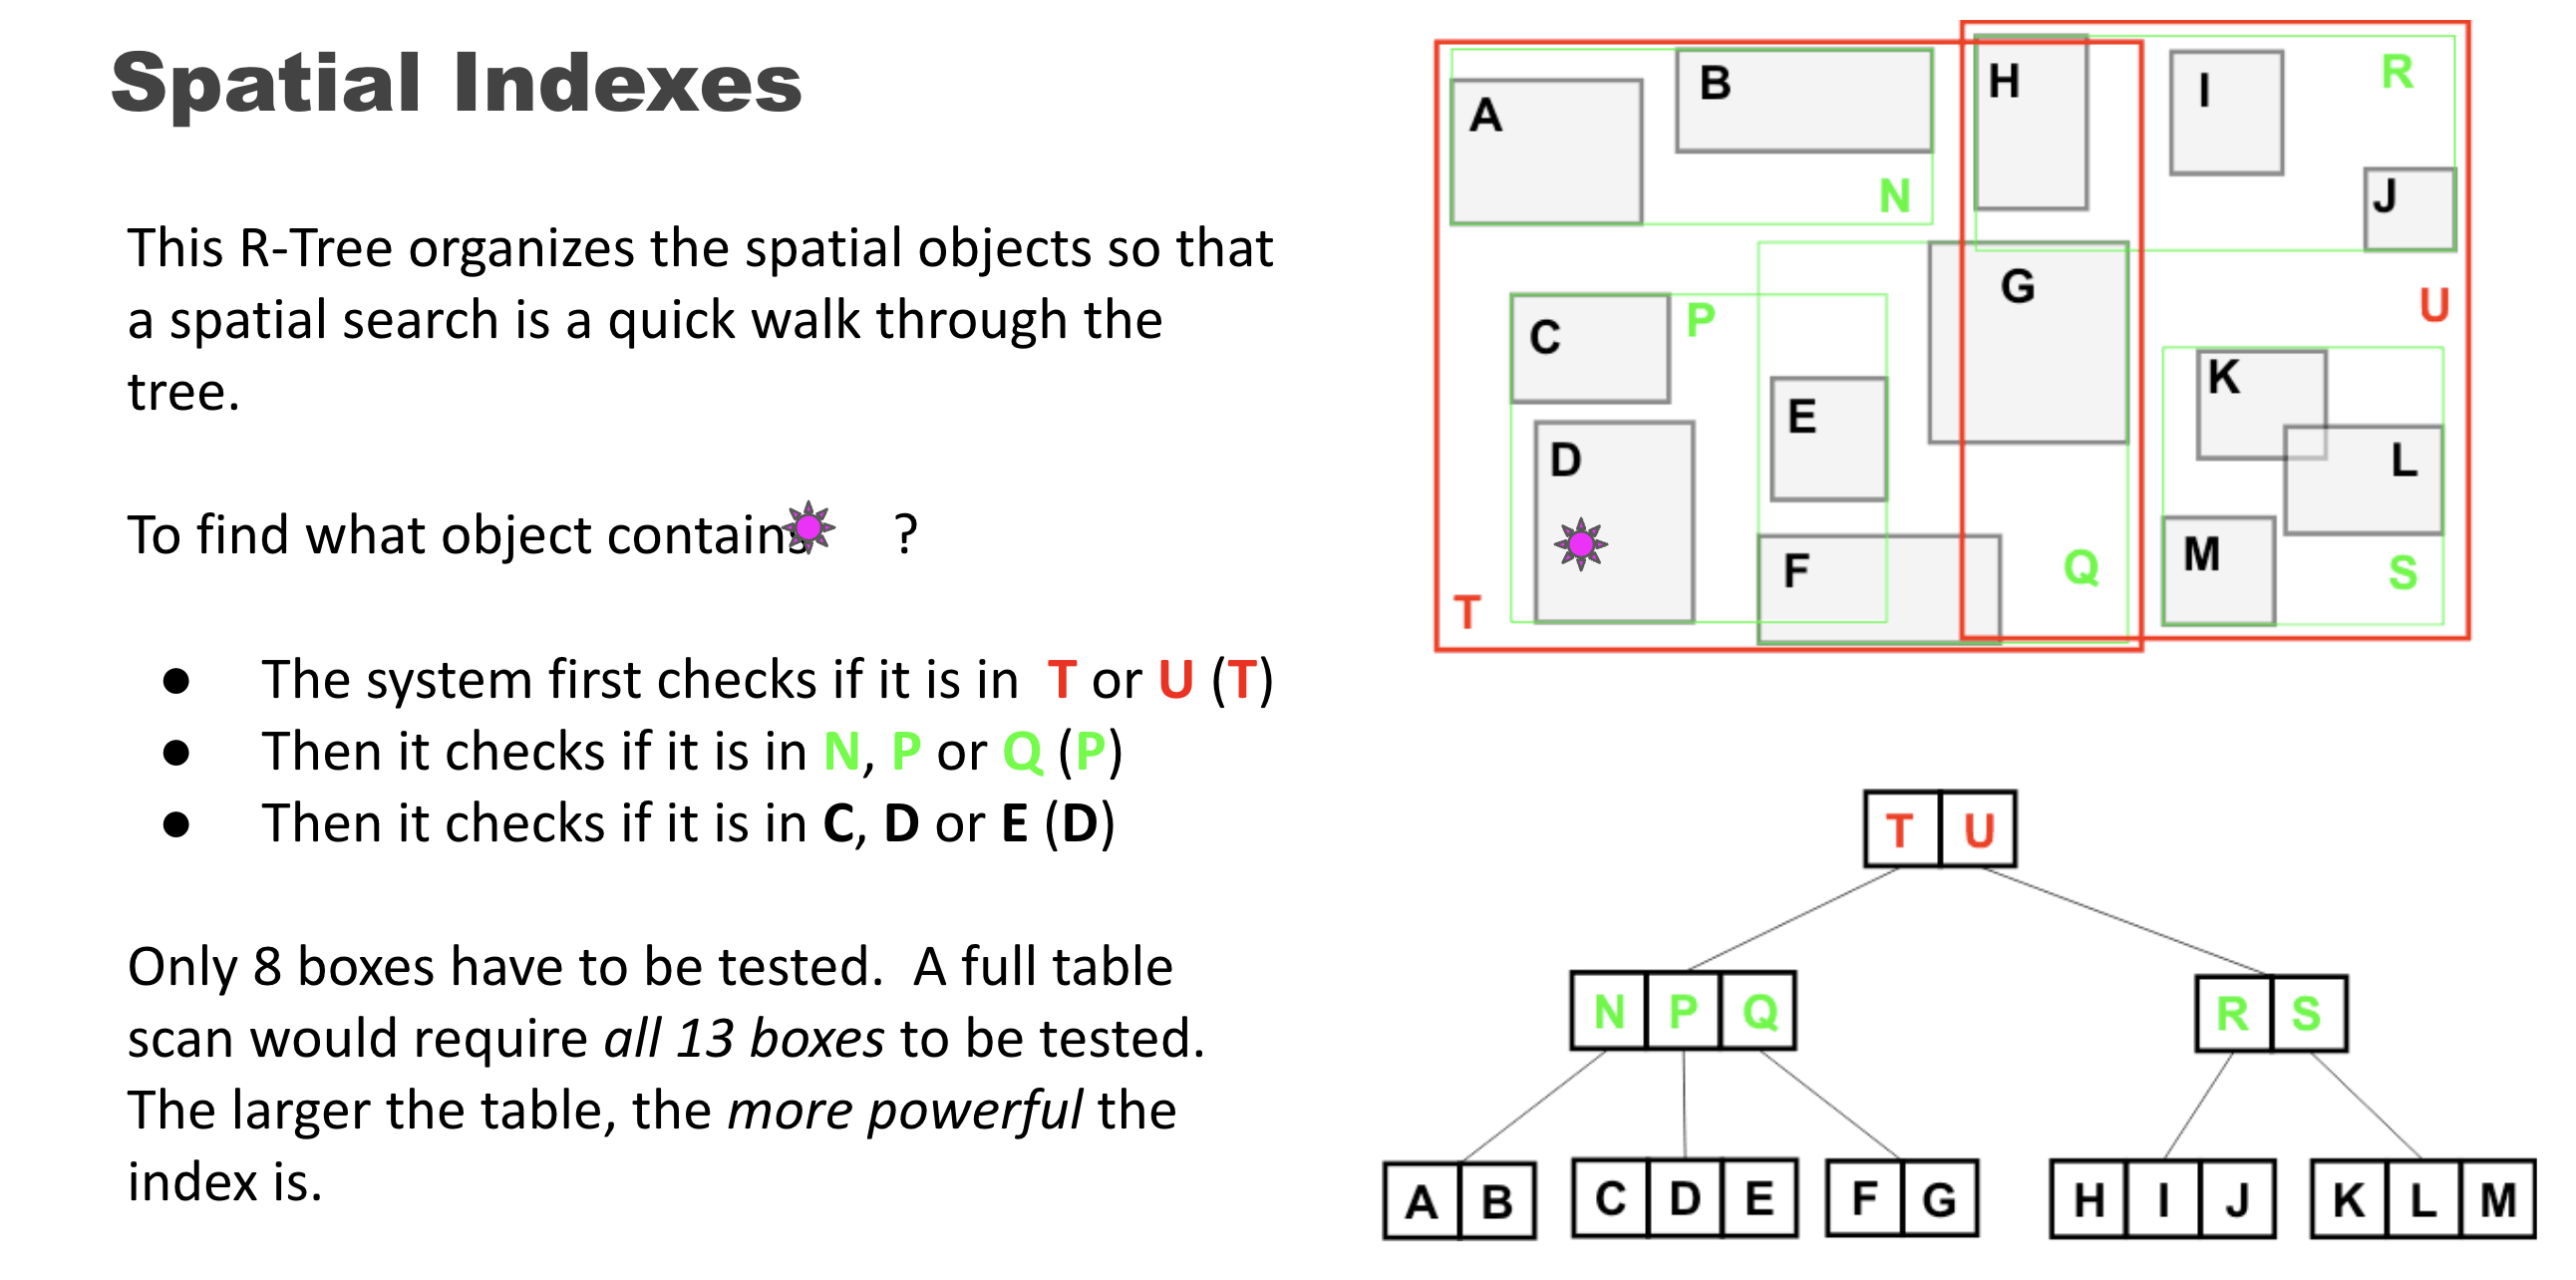 Spatial Indexes
This R-Tree organizes the spatial objects so that
a spatial search is a quick walk through the
tree.
To find what object contains ?
● The system first checks if it is in T or U (T)
● Then it checks if it is in N, P or Q (P)
● Then it checks if it is in C, D or E (D)
Only 8 boxes have to be tested. A full table
scan would require all 13 boxes to be tested.
The larger the table, the more powerful the
index is.
A
B
N
H
I
R
J
U
C
P
G
E
D
F
Q
T
K
L
M
S
T U
N P Q
R S
A B
C D E
F G
H I J
K L M